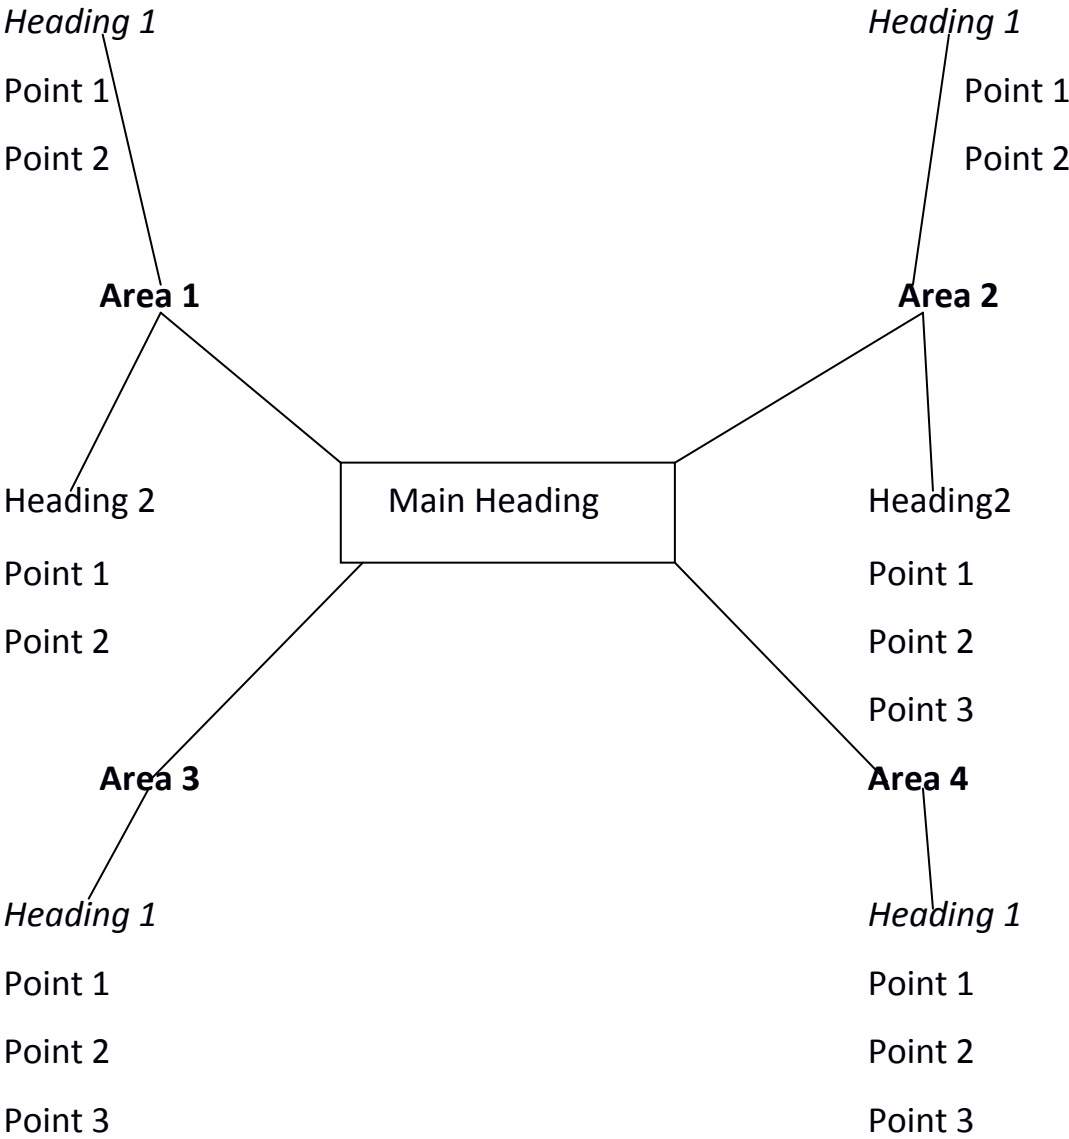 Heading 1
Heading 1
Point 1
Point 1
Point 2
Point 2
Area 1
Area 2
Heading 2
Main Heading
Heading2
Point 1
Point 1
Point 2
Point 2
Point 3
Area 3
Area 4
Heading 1
Heading 1
Point 1
Point 1
Point 2
Point 2
Point 3
Point 3